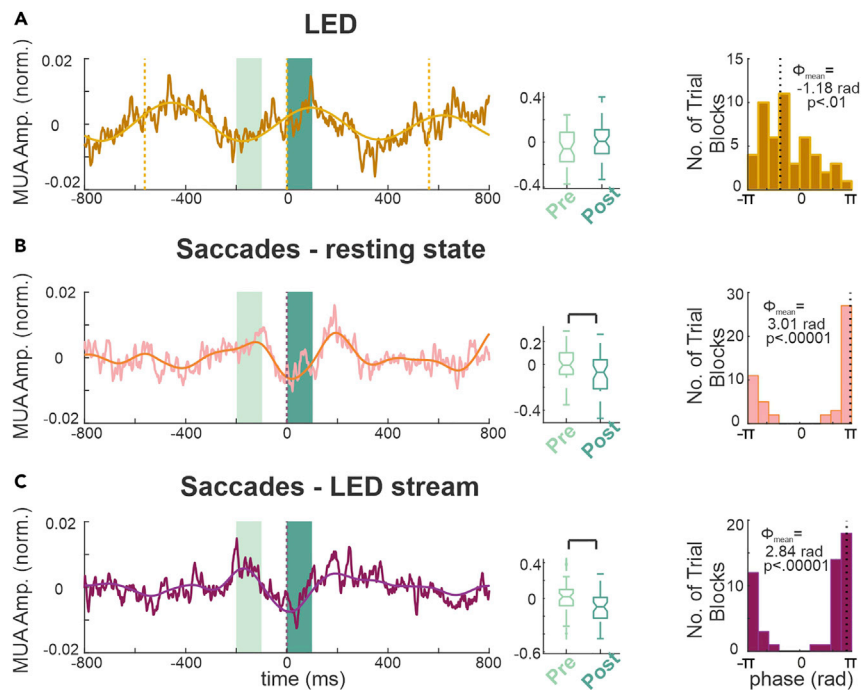 A
LED
MUA Amp. (norm.)
0.02
0
-0.02
-800
-400
0
400
800
0.4
0
-0.4
Pre
Post
No. of Trial
Blocks
15
10
5
0
Φmean=
-1.18 rad
p<.01
-π
0
π
B
Saccades - resting state
MUA Amp. (norm.)
0.02
0
-0.02
-800
-400
0
400
800
0.2
0
-0.4
Pre
Post
No. of Trial
Blocks
30
20
10
0
Φmean=
3.01 rad
p<.00001
-π
0
π
C
Saccades - LED stream
MUA Amp. (norm.)
0.02
0
-0.02
-800
-400
0
400
800
time (ms)
0.4
0
-0.6
Pre
Post
No. of Trial
Blocks
20
10
0
Φmean=
2.84 rad
p<.00001
-π
0
π
phase (rad)